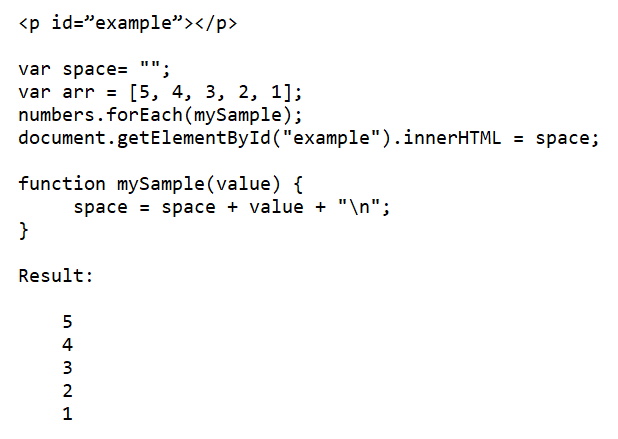 <p id=”example”></p>
var space= "";
var arr = [5, 4, 3, 2, 1];
numbers.forEach(mySample);
document.getElementById("example").innerHTML = space;
function mySample(value) {
space = space + value + "\n";
}
Result:
5
4
3
2
1